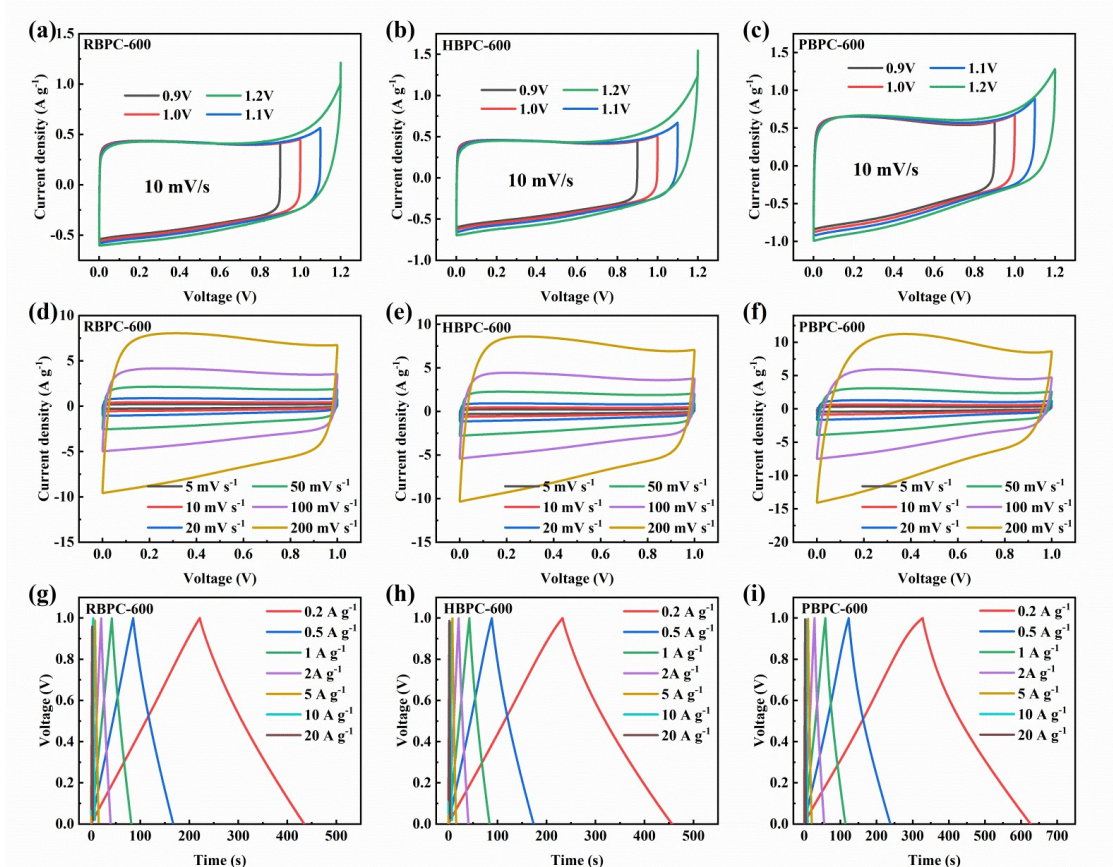 (a)
RBPC-600
0.9V
1.2V
1.0V
1.1V
10 mV/s
Current density (A g⁻¹)
1.5
1.0
0.5
0.0
-0.5
0.0 0.2 0.4 0.6 0.8 1.0 1.2
Voltage (V)
(b)
HBPC-600
0.9V
1.2V
1.0V
1.1V
10 mV/s
Current density (A g⁻¹)
1.5
1.0
0.5
0.0
-0.5
-1.0
0.0 0.2 0.4 0.6 0.8 1.0 1.2
Voltage (V)
(c)
PBPC-600
0.9V
1.1V
1.0V
1.2V
10 mV/s
Current density (A g⁻¹)
1.5
1.0
0.5
0.0
-0.5
-1.0
0.0 0.2 0.4 0.6 0.8 1.0 1.2
Voltage (V)
(d)
RBPC-600
Current density (A g⁻¹)
10
5
0
-5
-10
-15
5 mV s⁻¹
50 mV s⁻¹
10 mV s⁻¹
100 mV s⁻¹
20 mV s⁻¹
200 mV s⁻¹
0.0 0.2 0.4 0.6 0.8 1.0
Voltage (V)
(e)
HBPC-600
Current density (A g⁻¹)
10
5
0
-5
-10
-15
5 mV s⁻¹
50 mV s⁻¹
10 mV s⁻¹
100 mV s⁻¹
20 mV s⁻¹
200 mV s⁻¹
0.0 0.2 0.4 0.6 0.8 1.0
Voltage (V)
(f)
PBPC-600
Current density (A g⁻¹)
10
5
0
-5
-10
-15
-20
5 mV s⁻¹
50 mV s⁻¹
10 mV s⁻¹
100 mV s⁻¹
20 mV s⁻¹
200 mV s⁻¹
0.0 0.2 0.4 0.6 0.8 1.0
Voltage (V)
(g)
RBPC-600
Voltage (V)
1.0
0.8
0.6
0.4
0.2
0.0
0.2 A g⁻¹
0.5 A g⁻¹
1 A g⁻¹
2A g⁻¹
5 A g⁻¹
10 A g⁻¹
20 A g⁻¹
0 100 200 300 400 500
Time (s)
(h)
HBPC-600
Voltage (V)
1.0
0.8
0.6
0.4
0.2
0.0
0.2 A g⁻¹
0.5 A g⁻¹
1 A g⁻¹
2A g⁻¹
5 A g⁻¹
10 A g⁻¹
20 A g⁻¹
0 100 200 300 400 500
Time (s)
(i)
PBPC-600
Voltage (V)
1.0
0.8
0.6
0.4
0.2
0.0
0.2 A g⁻¹
0.5 A g⁻¹
1 A g⁻¹
2A g⁻¹
5 A g⁻¹
10 A g⁻¹
20 A g⁻¹
0 100 200 300 400 500 600 700
Time (s)